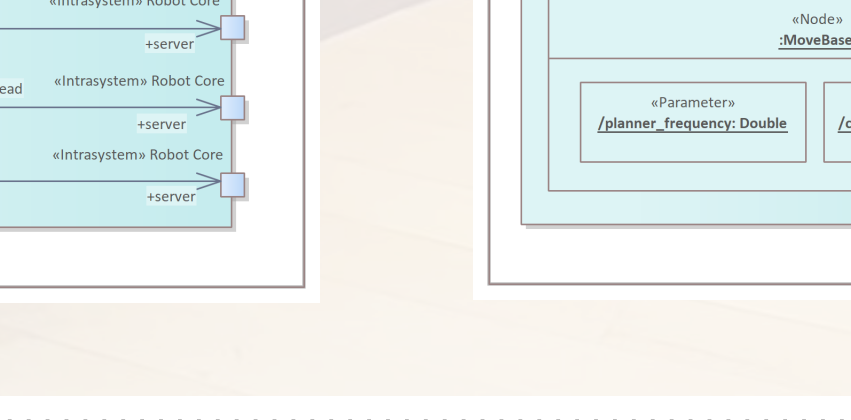 «Intrasystem» Robot Core
+server
ead
«Intrasystem» Robot Core
+server
«Intrasystem» Robot Core
+server
«Node»
:MoveBase
«Parameter»
/planner_frequency: Double